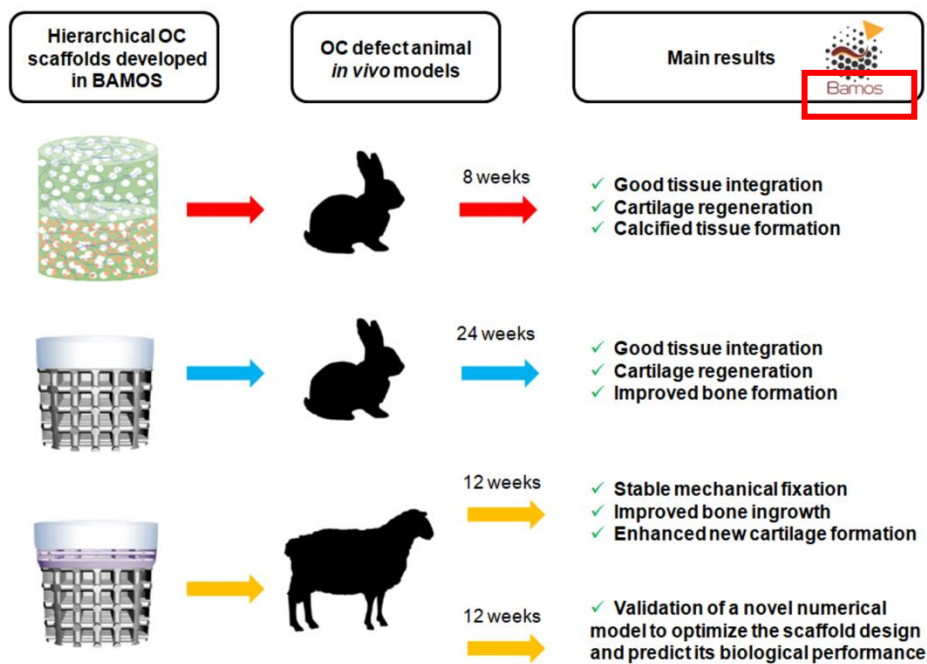 Hierarchical OC
scaffolds developed
in BAMOS
OC defect animal
in vivo models
Main results
Bamos
8 weeks
✓ Good tissue integration
✓ Cartilage regeneration
✓ Calcified tissue formation
24 weeks
✓ Good tissue integration
✓ Cartilage regeneration
✓ Improved bone formation
12 weeks
✓ Stable mechanical fixation
✓ Improved bone ingrowth
✓ Enhanced new cartilage formation
12 weeks
✓ Validation of a novel numerical
model to optimize the scaffold design
and predict its biological performance